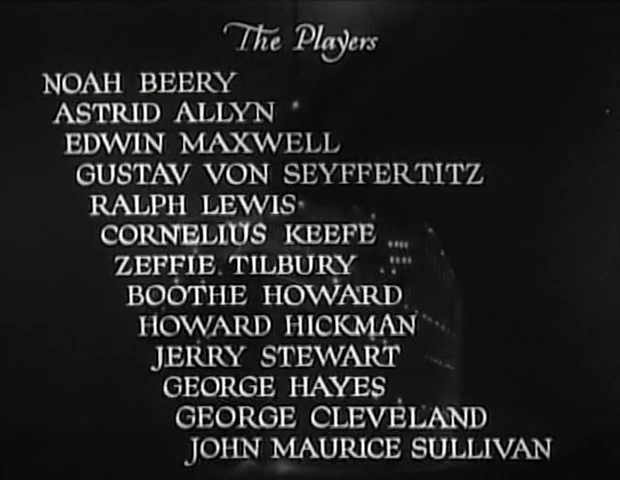 The Players
NOAH BEERY
ASTRID ALLYN
EDWIN MAXWELL
GUSTAV VON SEYFFERTITZ
RALPH LEWIS
CORNELIUS KEEFE
ZEFFIE TILBURY
BOOTHE HOWARD
HOWARD HICKMAN
JERRY STEWART
GEORGE HAYES
GEORGE CLEVELAND
JOHN MAURICE SULLIVAN